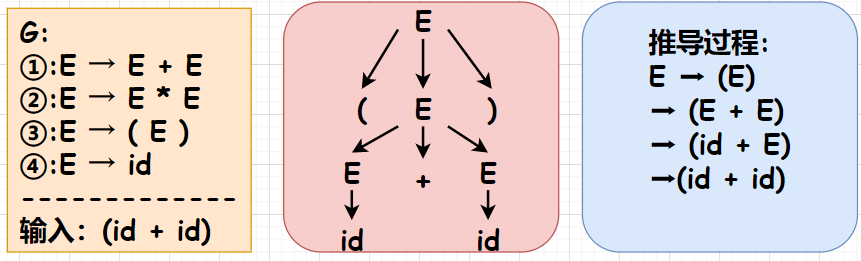 G:
①:E → E + E
②:E → E * E
③:E → ( E )
④:E → id
-------------
输入: (id + id)
E
( E )
E + E
id id
推导过程:
E → (E)
→ (E + E)
→ (id + E)
→(id + id)